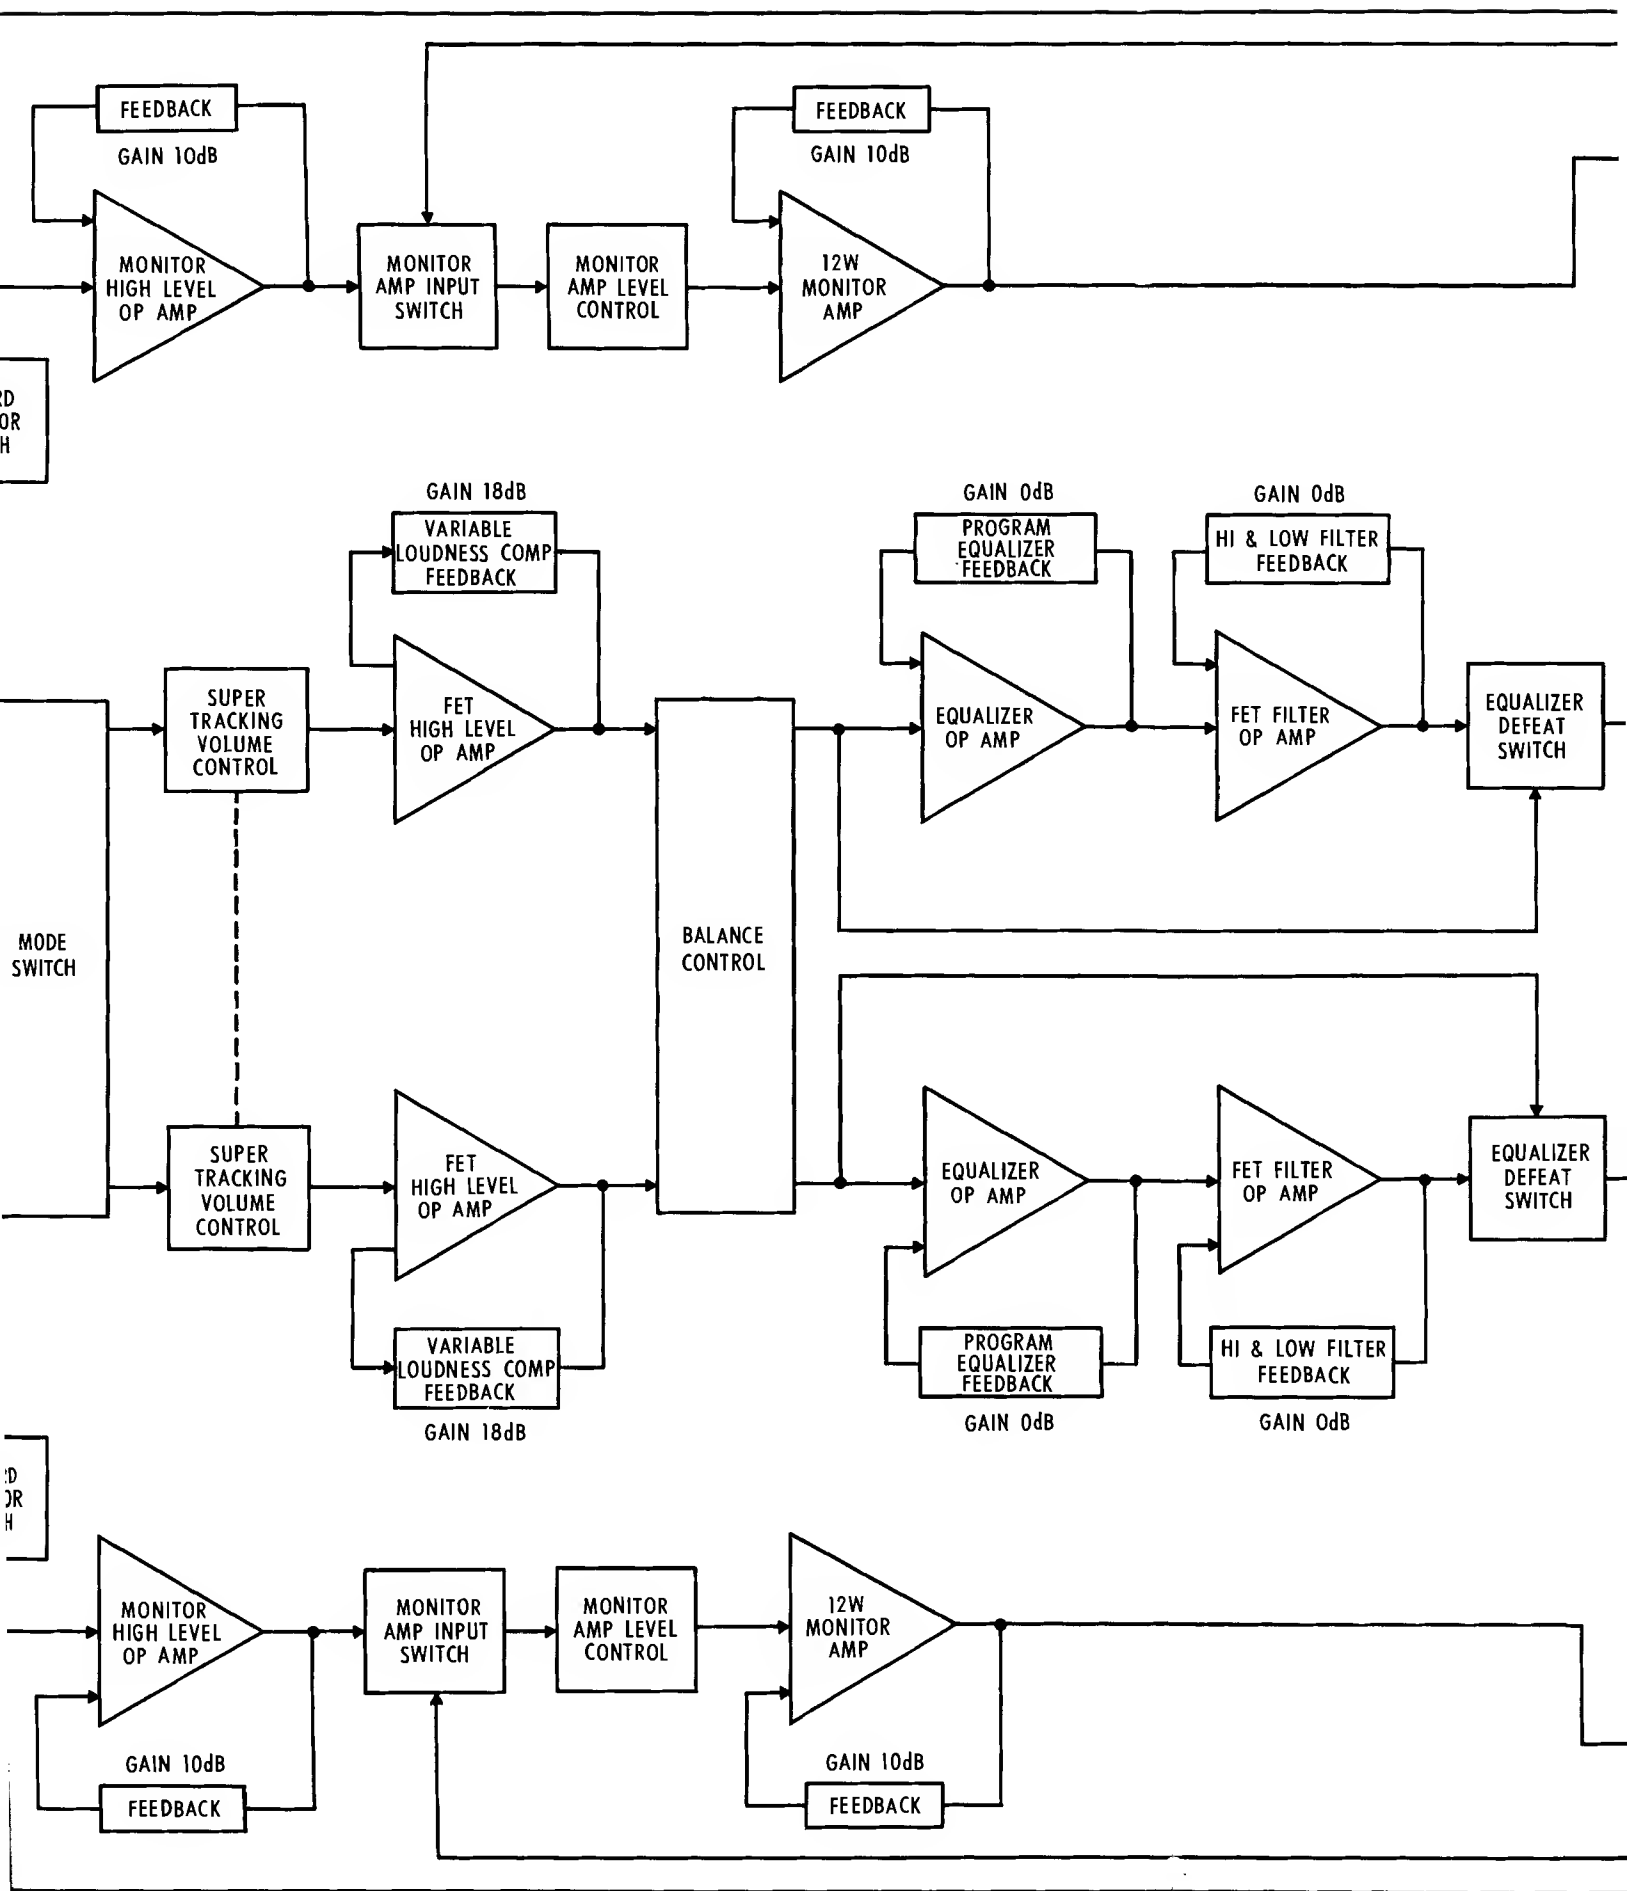 FEEDBACK
GAIN 10dB
MONITOR
HIGH LEVEL
OP AMP
MONITOR
AMP INPUT
SWITCH
MONITOR
AMP LEVEL
CONTROL
FEEDBACK
GAIN 10dB
12W
MONITOR
AMP
RD
OR
H
MODE
SWITCH
SUPER
TRACKING
VOLUME
CONTROL
GAIN 18dB
VARIABLE
LOUDNESS COMP
FEEDBACK
FET
HIGH LEVEL
OP AMP
BALANCE
CONTROL
GAIN 0dB
PROGRAM
EQUALIZER
FEEDBACK
EQUALIZER
OP AMP
GAIN 0dB
HI & LOW FILTER
FEEDBACK
FET FILTER
OP AMP
EQUALIZER
DEFEAT
SWITCH
SUPER
TRACKING
VOLUME
CONTROL
FET
HIGH LEVEL
OP AMP
VARIABLE
LOUDNESS COMP
FEEDBACK
GAIN 18dB
EQUALIZER
OP AMP
PROGRAM
EQUALIZER
FEEDBACK
GAIN 0dB
FET FILTER
OP AMP
HI & LOW FILTER
FEEDBACK
GAIN 0dB
EQUALIZER
DEFEAT
SWITCH
RD
OR
H
MONITOR
HIGH LEVEL
OP AMP
GAIN 10dB
FEEDBACK
MONITOR
AMP INPUT
SWITCH
MONITOR
AMP LEVEL
CONTROL
12W
MONITOR
AMP
GAIN 10dB
FEEDBACK